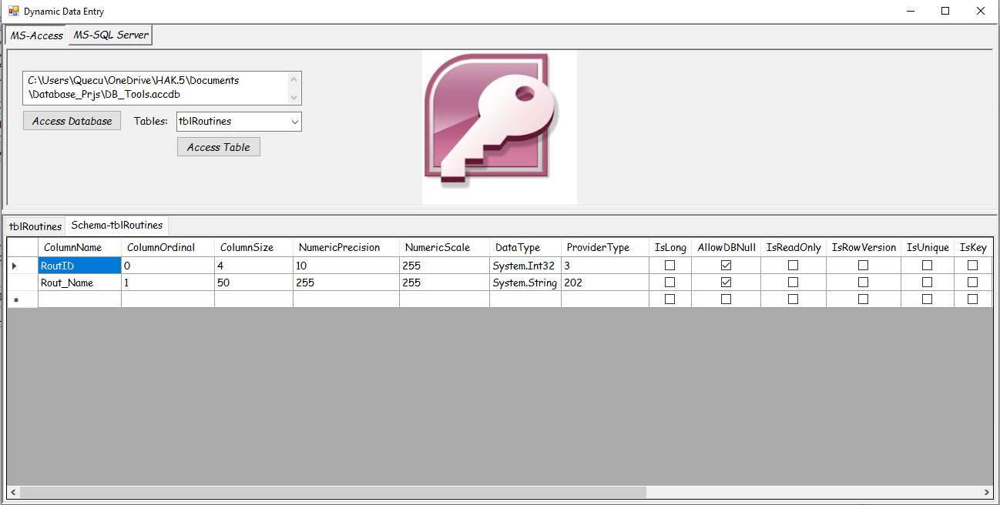 Dynamic Data Entry
MS-Access MS-SQL Server
C:\Users\Quecu\OneDrive\HAK.5\Documents
\Database_Prjs\DB_Tools.accdb
Access Database Tables: tblRoutines
Access Table
tblRoutines Schema-tblRoutines
ColumnName ColumnOrdinal ColumnSize NumericPrecision NumericScale DataType ProviderType IsLong AllowDBNull IsReadOnly IsRowVersion IsUnique IsKey
RoutID 0 4 10 255 System.Int32 3
Rout_Name 1 50 255 255 System.String 202